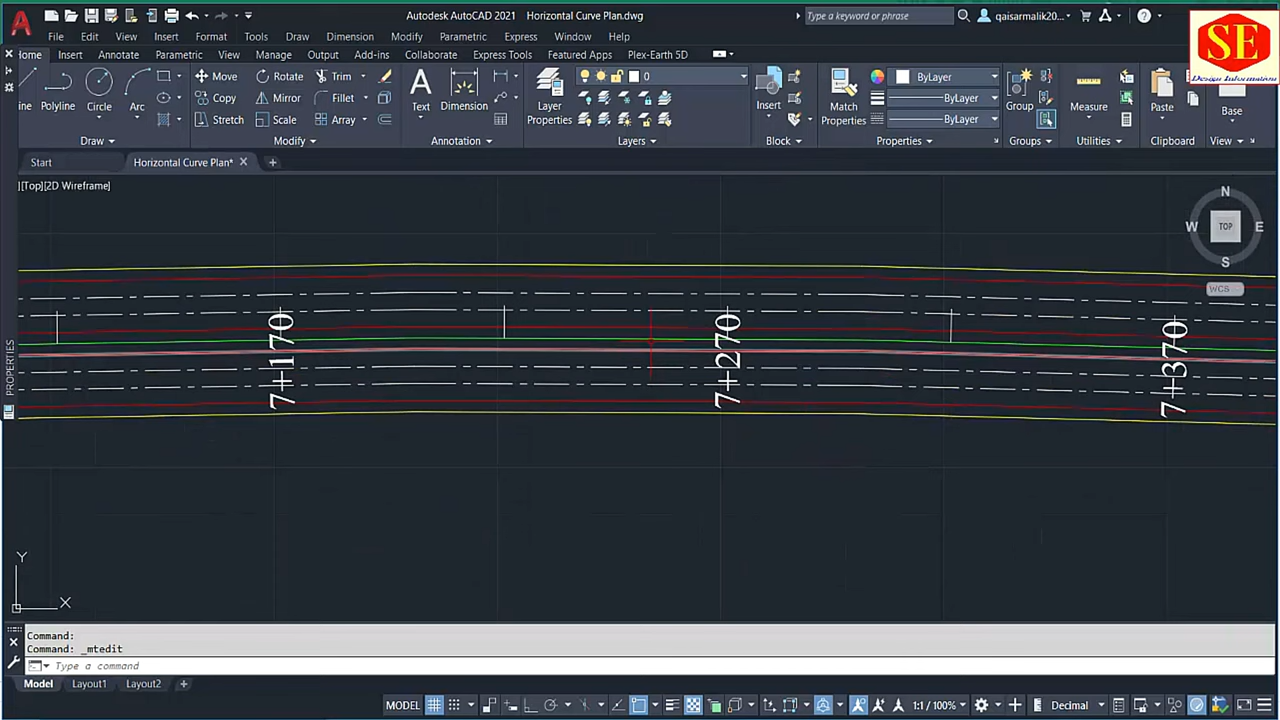 Autodesk AutoCAD 2021 Horizontal Curve Plan.dwg
Type a keyword or phrase
qaisarmalik20...
SE
Design Information
File Edit View Insert Format Tools Draw Dimension Modify Parametric Express Window Help
Home Insert Annotate Parametric View Manage Output Add-ins Collaborate Express Tools Featured Apps Plex-Earth 5D
Move Rotate Trim 0 ByLayer
Copy Mirror Fillet ByLayer
Stretch Scale Array ByLayer
ine Polyline Circle Arc Text Dimension Layer Properties Insert Match Properties Group Measure Paste Base
Draw Modify Annotation Layers Block Properties Groups Utilities Clipboard View
Start Horizontal Curve Plan*
][Top][2D Wireframe]
N
W TOP E
S
WCS
7+170 7+270 7+370
PROPERTIES
Y
X
Command:
Command: _mtedit
Type a command
Model Layout1 Layout2
MODEL 1:1 / 100% Decimal